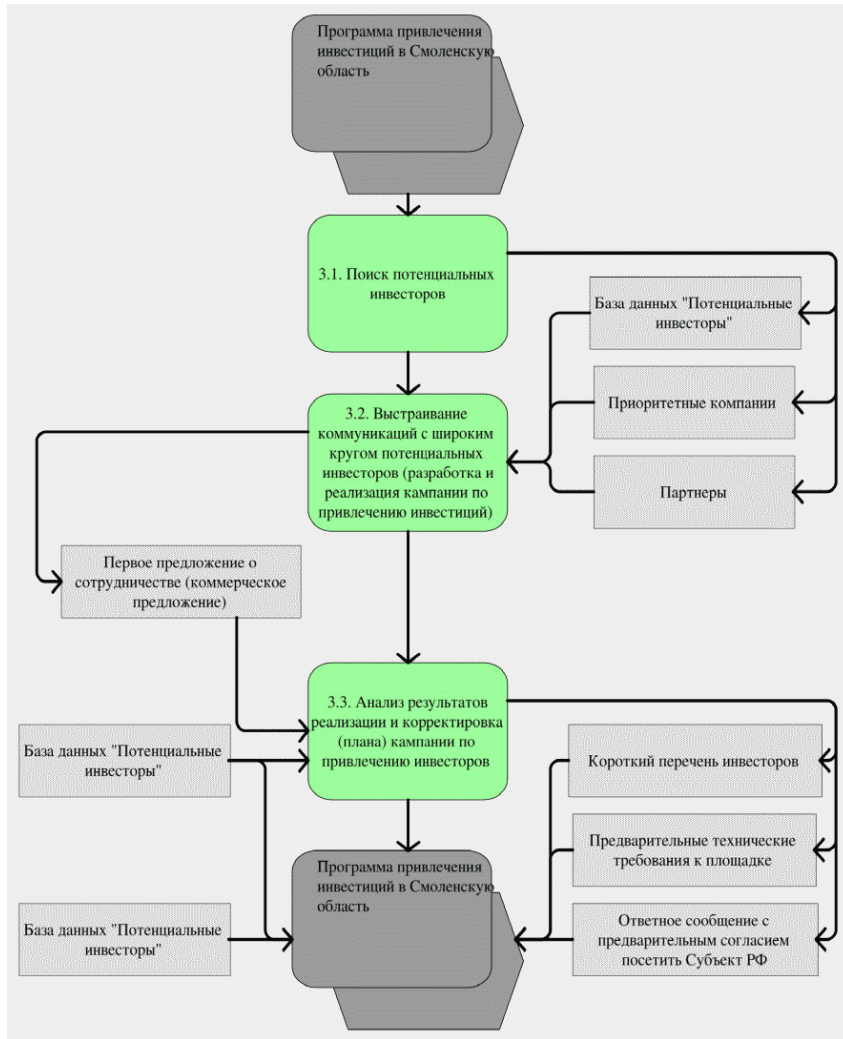 Программа привлечения
инвестиций в Смоленскую
область
3.1. Поиск потенциальных
инвесторов
База данных "Потенциальные
инвесторы"
3.2. Выстраивание
коммуникаций с широким
кругом потенциальных
инвесторов (разработка и
реализация кампании по
привлечению инвестиций)
Приоритетные компании
Партнеры
Первое предложение о
сотрудничестве (коммерческое
предложение)
3.3. Анализ результатов
реализации и корректировка
(плана) кампании по
привлечению инвесторов
База данных "Потенциальные
инвесторы"
Короткий перечень инвесторов
Предварительные технические
требования к площадке
Программа привлечения
инвестиций в Смоленскую
область
База данных "Потенциальные
инвесторы"
Ответное сообщение с
предварительным согласием
посетить Субъект РФ